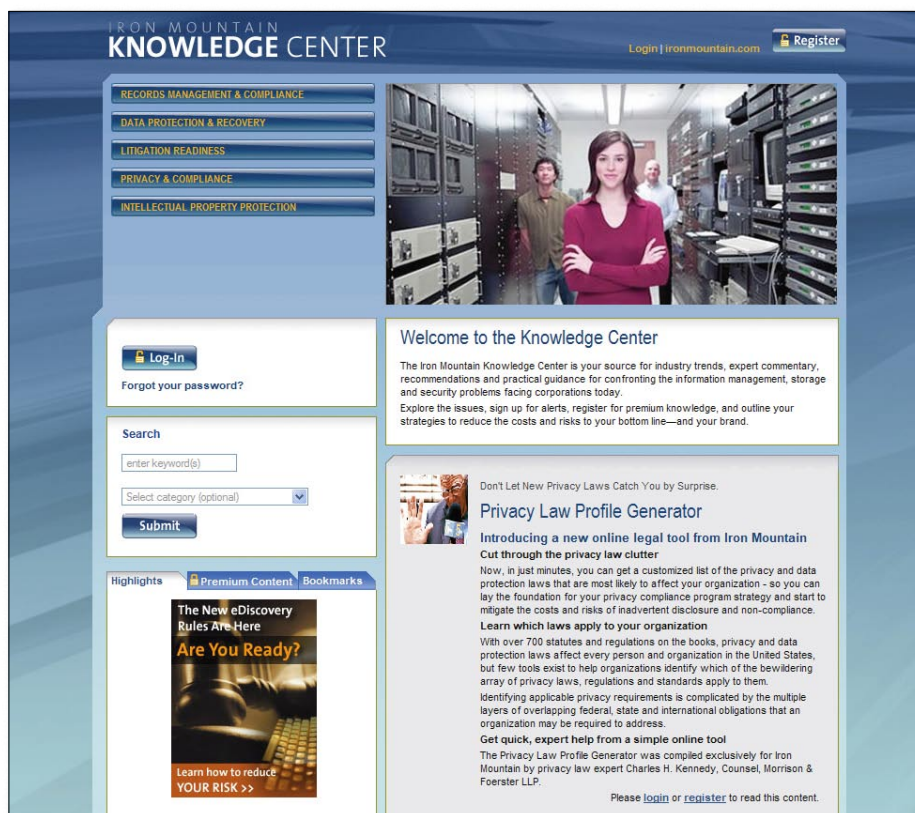 IRON MOUNTAIN
KNOWLEDGE CENTER
Login | ironmountain.com
Register
RECORDS MANAGEMENT & COMPLIANCE
DATA PROTECTION & RECOVERY
LITIGATION READINESS
PRIVACY & COMPLIANCE
INTELLECTUAL PROPERTY PROTECTION
Log-In
Forgot your password?
Search
enter keyword(s)
Select category (optional)
Submit
Highlights
Premium Content
Bookmarks
The New eDiscovery
Rules Are Here
Are You Ready?
Learn how to reduce
YOUR RISK >>
Welcome to the Knowledge Center
The Iron Mountain Knowledge Center is your source for industry trends, expert commentary,
recommendations and practical guidance for confronting the information management, storage
and security problems facing corporations today.
Explore the issues, sign up for alerts, register for premium knowledge, and outline your
strategies to reduce the costs and risks to your bottom line—and your brand.
Don't Let New Privacy Laws Catch You by Surprise.
Privacy Law Profile Generator
Introducing a new online legal tool from Iron Mountain
Cut through the privacy law clutter
Now, in just minutes, you can get a customized list of the privacy and data
protection laws that are most likely to affect your organization - so you can
lay the foundation for your privacy compliance program strategy and start to
mitigate the costs and risks of inadvertent disclosure and non-compliance.
Learn which laws apply to your organization
With over 700 statutes and regulations on the books, privacy and data
protection laws affect every person and organization in the United States,
but few tools exist to help organizations identify which of the bewildering
array of privacy laws, regulations and standards apply to them.
Identifying applicable privacy requirements is complicated by the multiple
layers of overlapping federal, state and international obligations that an
organization may be required to address.
Get quick, expert help from a simple online tool
The Privacy Law Profile Generator was compiled exclusively for Iron
Mountain by privacy law expert Charles H. Kennedy, Counsel, Morrison &
Foerster LLP.
Please login or register to read this content.